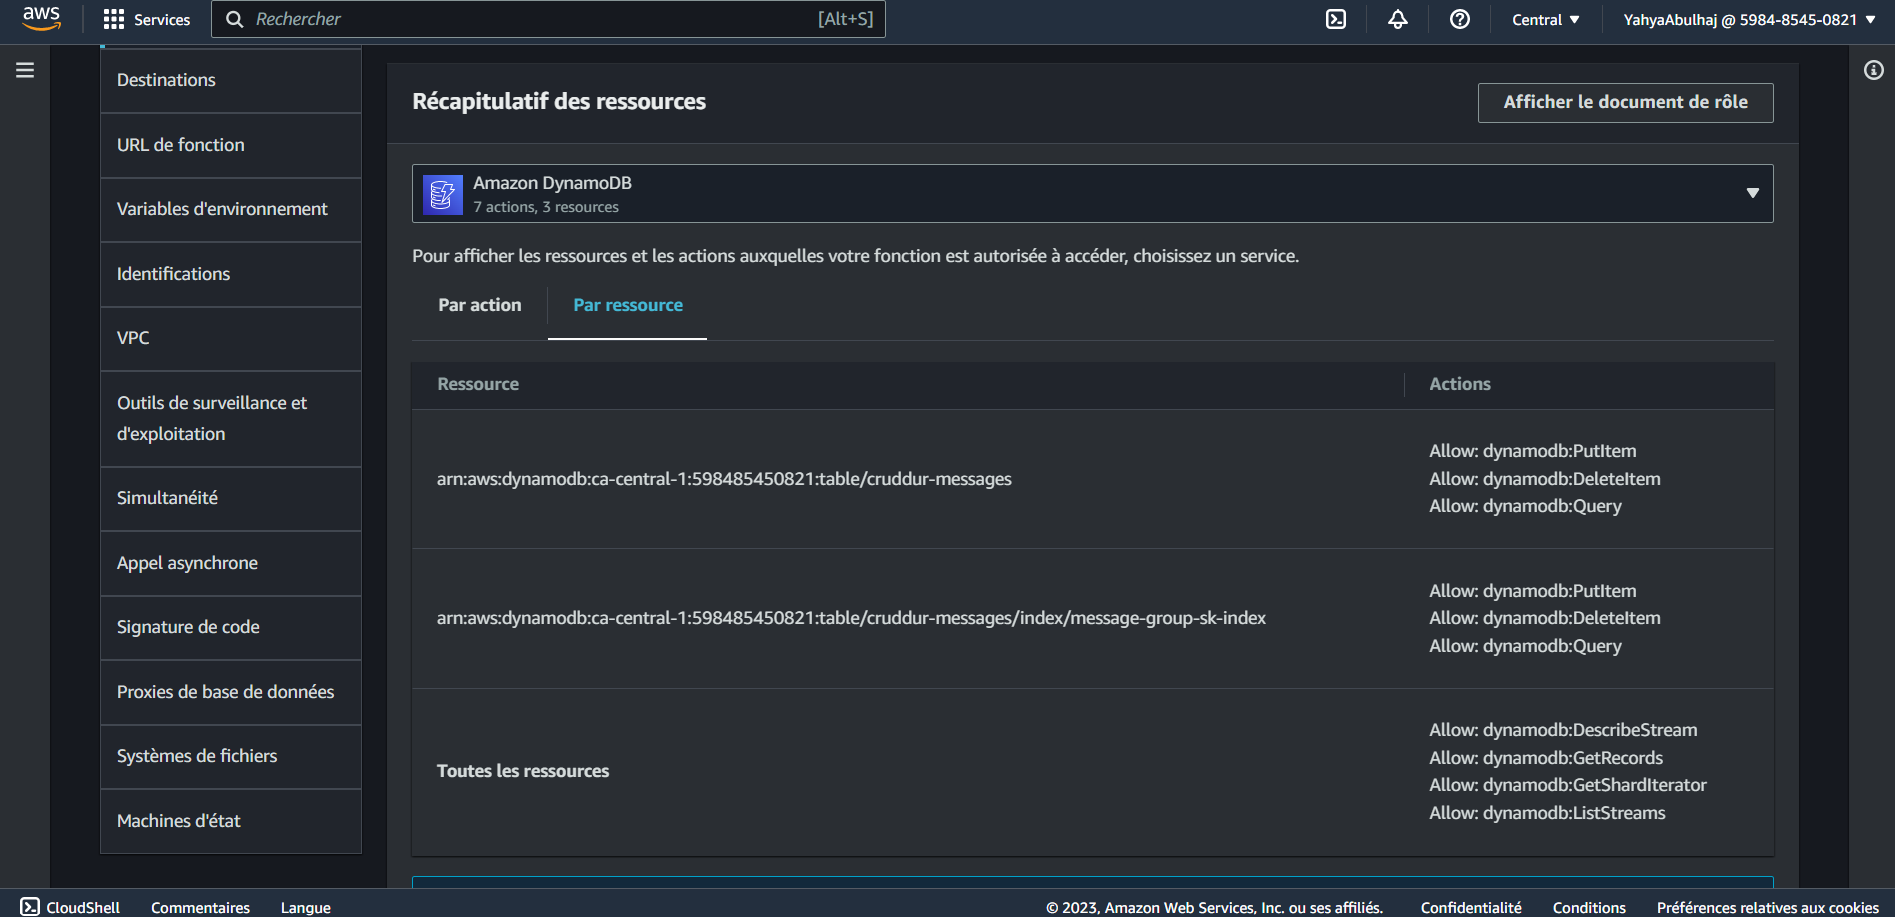 aws
Services
Rechercher
[Alt+S]
Central
YahyaAbulhaj @ 5984-8545-0821
Destinations
URL de fonction
Variables d'environnement
Identifications
VPC
Outils de surveillance et
d'exploitation
Simultanéité
Appel asynchrone
Signature de code
Proxies de base de données
Systèmes de fichiers
Machines d'état
Récapitulatif des ressources
Afficher le document de rôle
Amazon DynamoDB
7 actions, 3 resources
Pour afficher les ressources et les actions auxquelles votre fonction est autorisée à accéder, choisissez un service.
Par action
Par ressource
Ressource
Actions
arn:aws:dynamodb:ca-central-1:598485450821:table/cruddur-messages
Allow: dynamodb:PutItem
Allow: dynamodb:DeleteItem
Allow: dynamodb:Query
arn:aws:dynamodb:ca-central-1:598485450821:table/cruddur-messages/index/message-group-sk-index
Allow: dynamodb:PutItem
Allow: dynamodb:DeleteItem
Allow: dynamodb:Query
Toutes les ressources
Allow: dynamodb:DescribeStream
Allow: dynamodb:GetRecords
Allow: dynamodb:GetShardIterator
Allow: dynamodb:ListStreams
CloudShell
Commentaires
Langue
© 2023, Amazon Web Services, Inc. ou ses affiliés.
Confidentialité
Conditions
Préférences relatives aux cookies